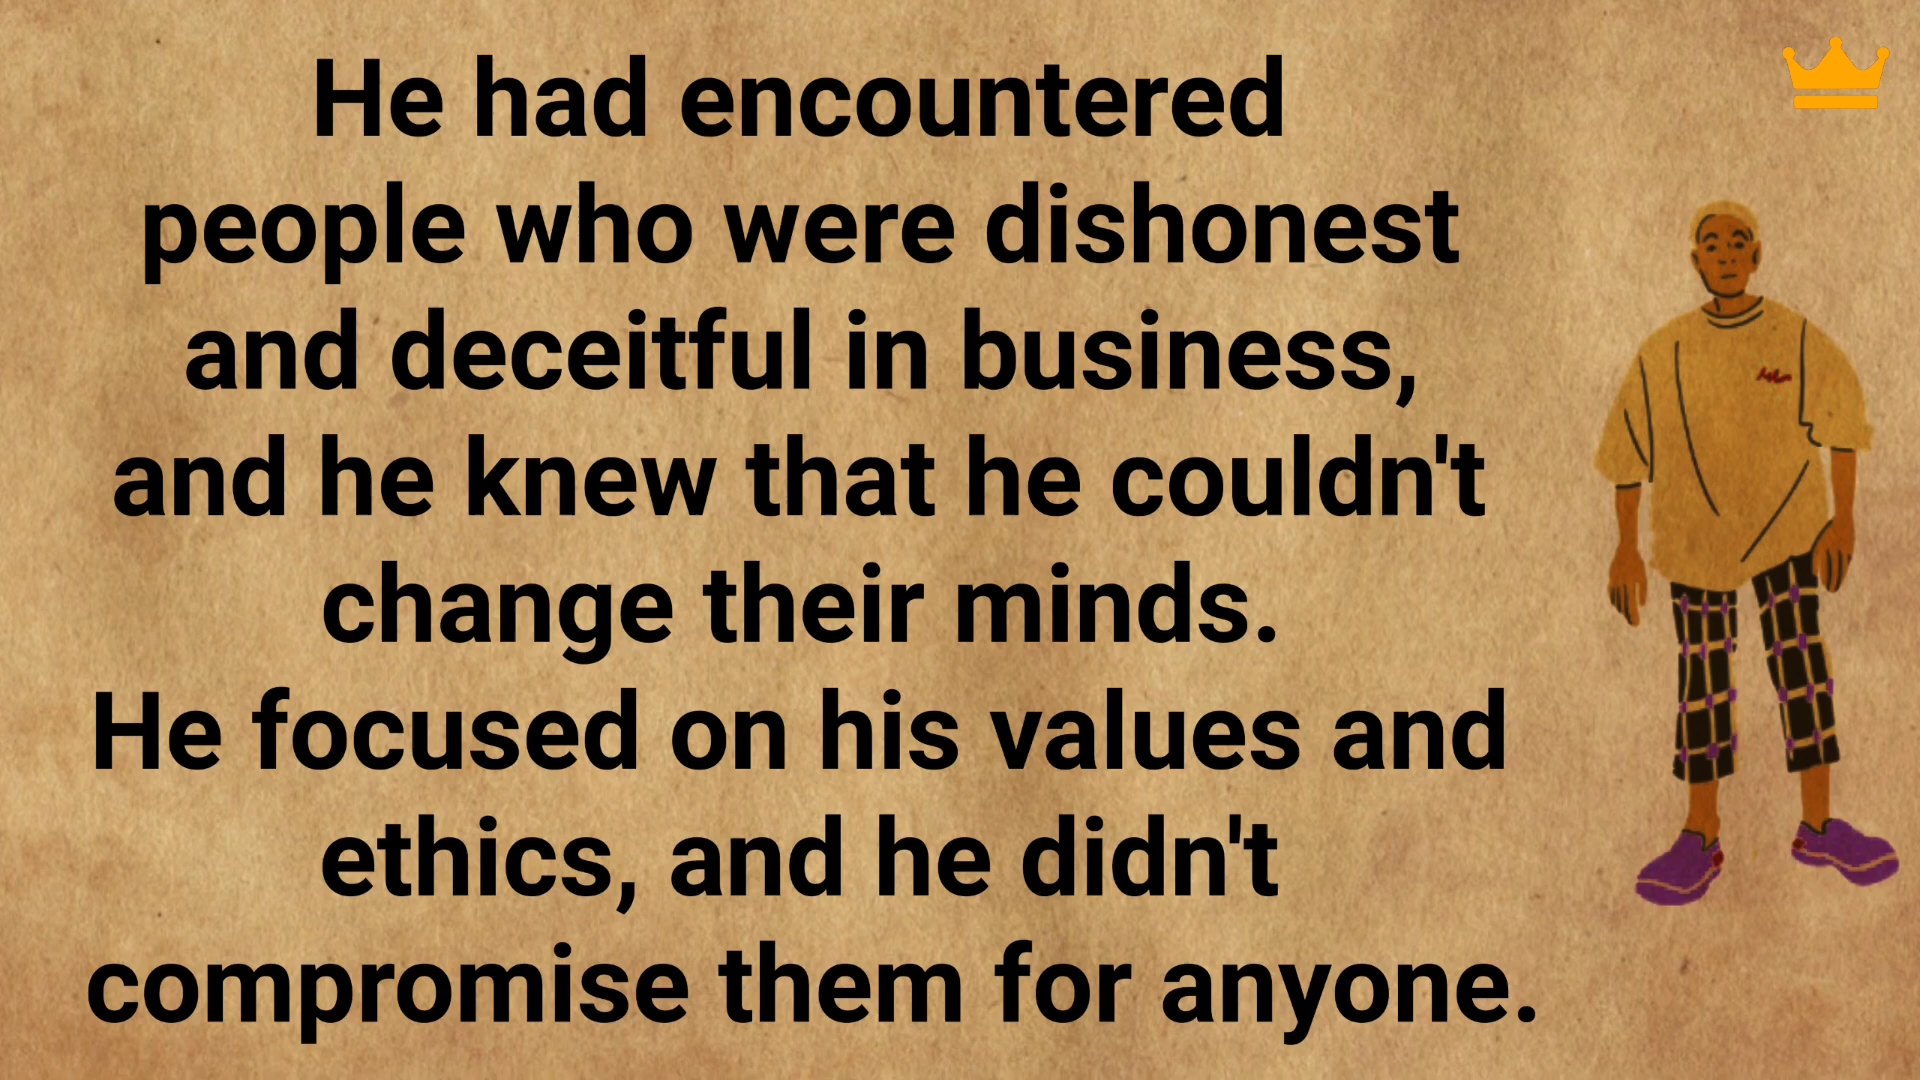 He had encountered
people who were dishonest
and deceitful in business,
and he knew that he couldn't
change their minds.
He focused on his values and
ethics, and he didn't
compromise them for anyone.